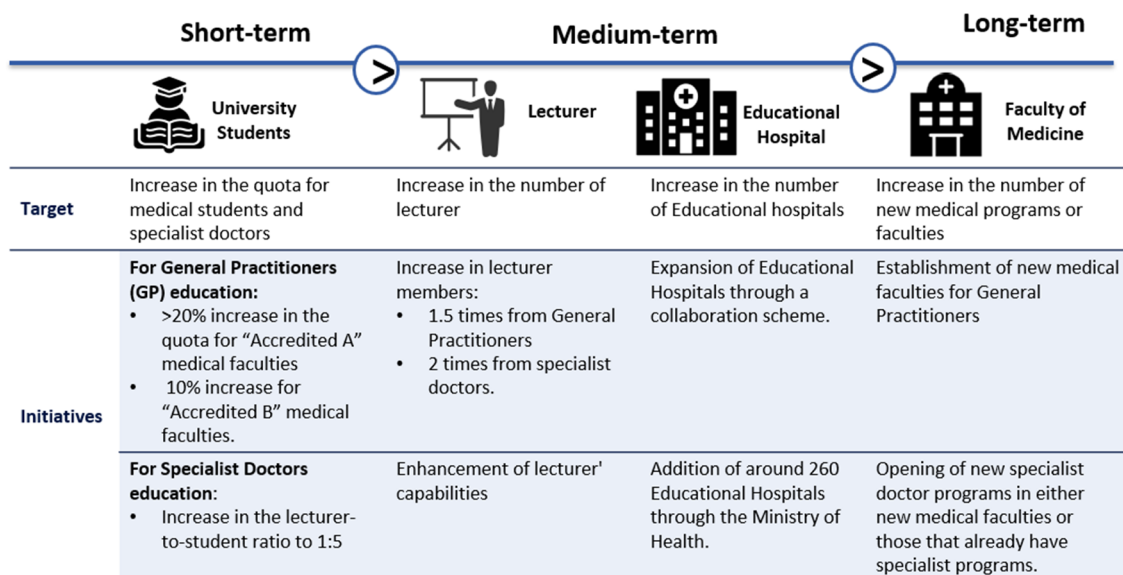 Short-term
Medium-term
Long-term
>
>
University
Students
Lecturer
Educational
Hospital
Faculty of
Medicine
Target
Increase in the quota for
medical students and
specialist doctors
Increase in the number of
lecturer
Increase in the number
of Educational hospitals
Increase in the number of
new medical programs or
faculties
Initiatives
For General Practitioners
(GP) education:
• >20% increase in the
quota for “Accredited A”
medical faculties
• 10% increase for
“Accredited B” medical
faculties.
Increase in lecturer
members:
• 1.5 times from General
Practitioners
• 2 times from specialist
doctors.
Expansion of Educational
Hospitals through a
collaboration scheme.
Establishment of new medical
faculties for General
Practitioners
For Specialist Doctors
education:
• Increase in the lecturer-
to-student ratio to 1:5
Enhancement of lecturer'
capabilities
Addition of around 260
Educational Hospitals
through the Ministry of
Health.
Opening of new specialist
doctor programs in either
new medical faculties or
those that already have
specialist programs.